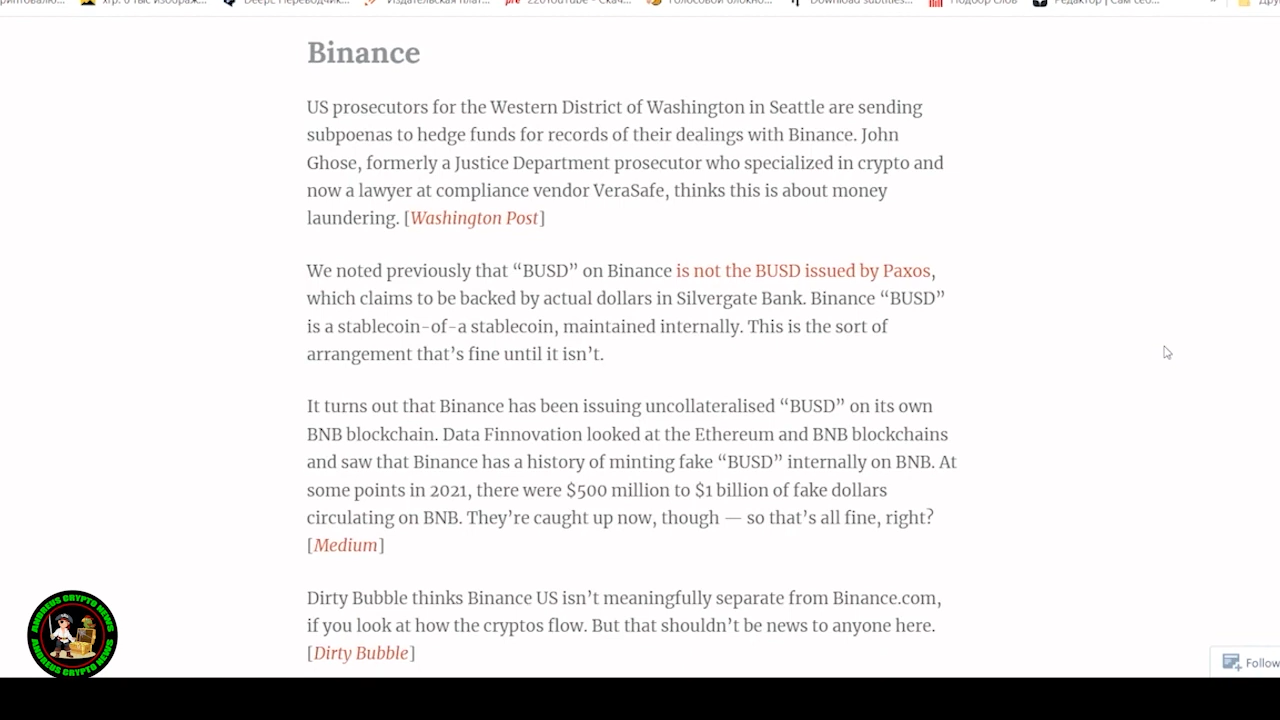 Binance
US prosecutors for the Western District of Washington in Seattle are sending
subpoenas to hedge funds for records of their dealings with Binance. John
Ghose, formerly a Justice Department prosecutor who specialized in crypto and
now a lawyer at compliance vendor VeraSafe, thinks this is about money
laundering. [Washington Post]
We noted previously that “BUSD” on Binance is not the BUSD issued by Paxos,
which claims to be backed by actual dollars in Silvergate Bank. Binance “BUSD”
is a stablecoin-of-a stablecoin, maintained internally. This is the sort of
arrangement that’s fine until it isn’t.
It turns out that Binance has been issuing uncollateralised “BUSD” on its own
BNB blockchain. Data Finnovation looked at the Ethereum and BNB blockchains
and saw that Binance has a history of minting fake “BUSD” internally on BNB. At
some points in 2021, there were $500 million to $1 billion of fake dollars
circulating on BNB. They’re caught up now, though — so that’s all fine, right?
[Medium]
Dirty Bubble thinks Binance US isn’t meaningfully separate from Binance.com,
if you look at how the cryptos flow. But that shouldn’t be news to anyone here.
[Dirty Bubble]
ANDREUS CRYPTO NEWS
ANDREUS CRYPTO NEWS
Follow